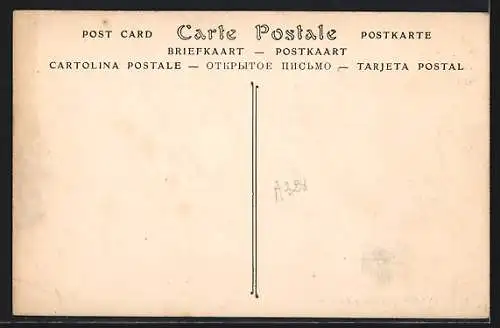 POST CARD Carte Postale POSTKARTE
BRIEFKAART — POSTKAART
CARTOLINA POSTALE — ОТКРЫТОЕ ПИСЬМО — TARJETA POSTAL